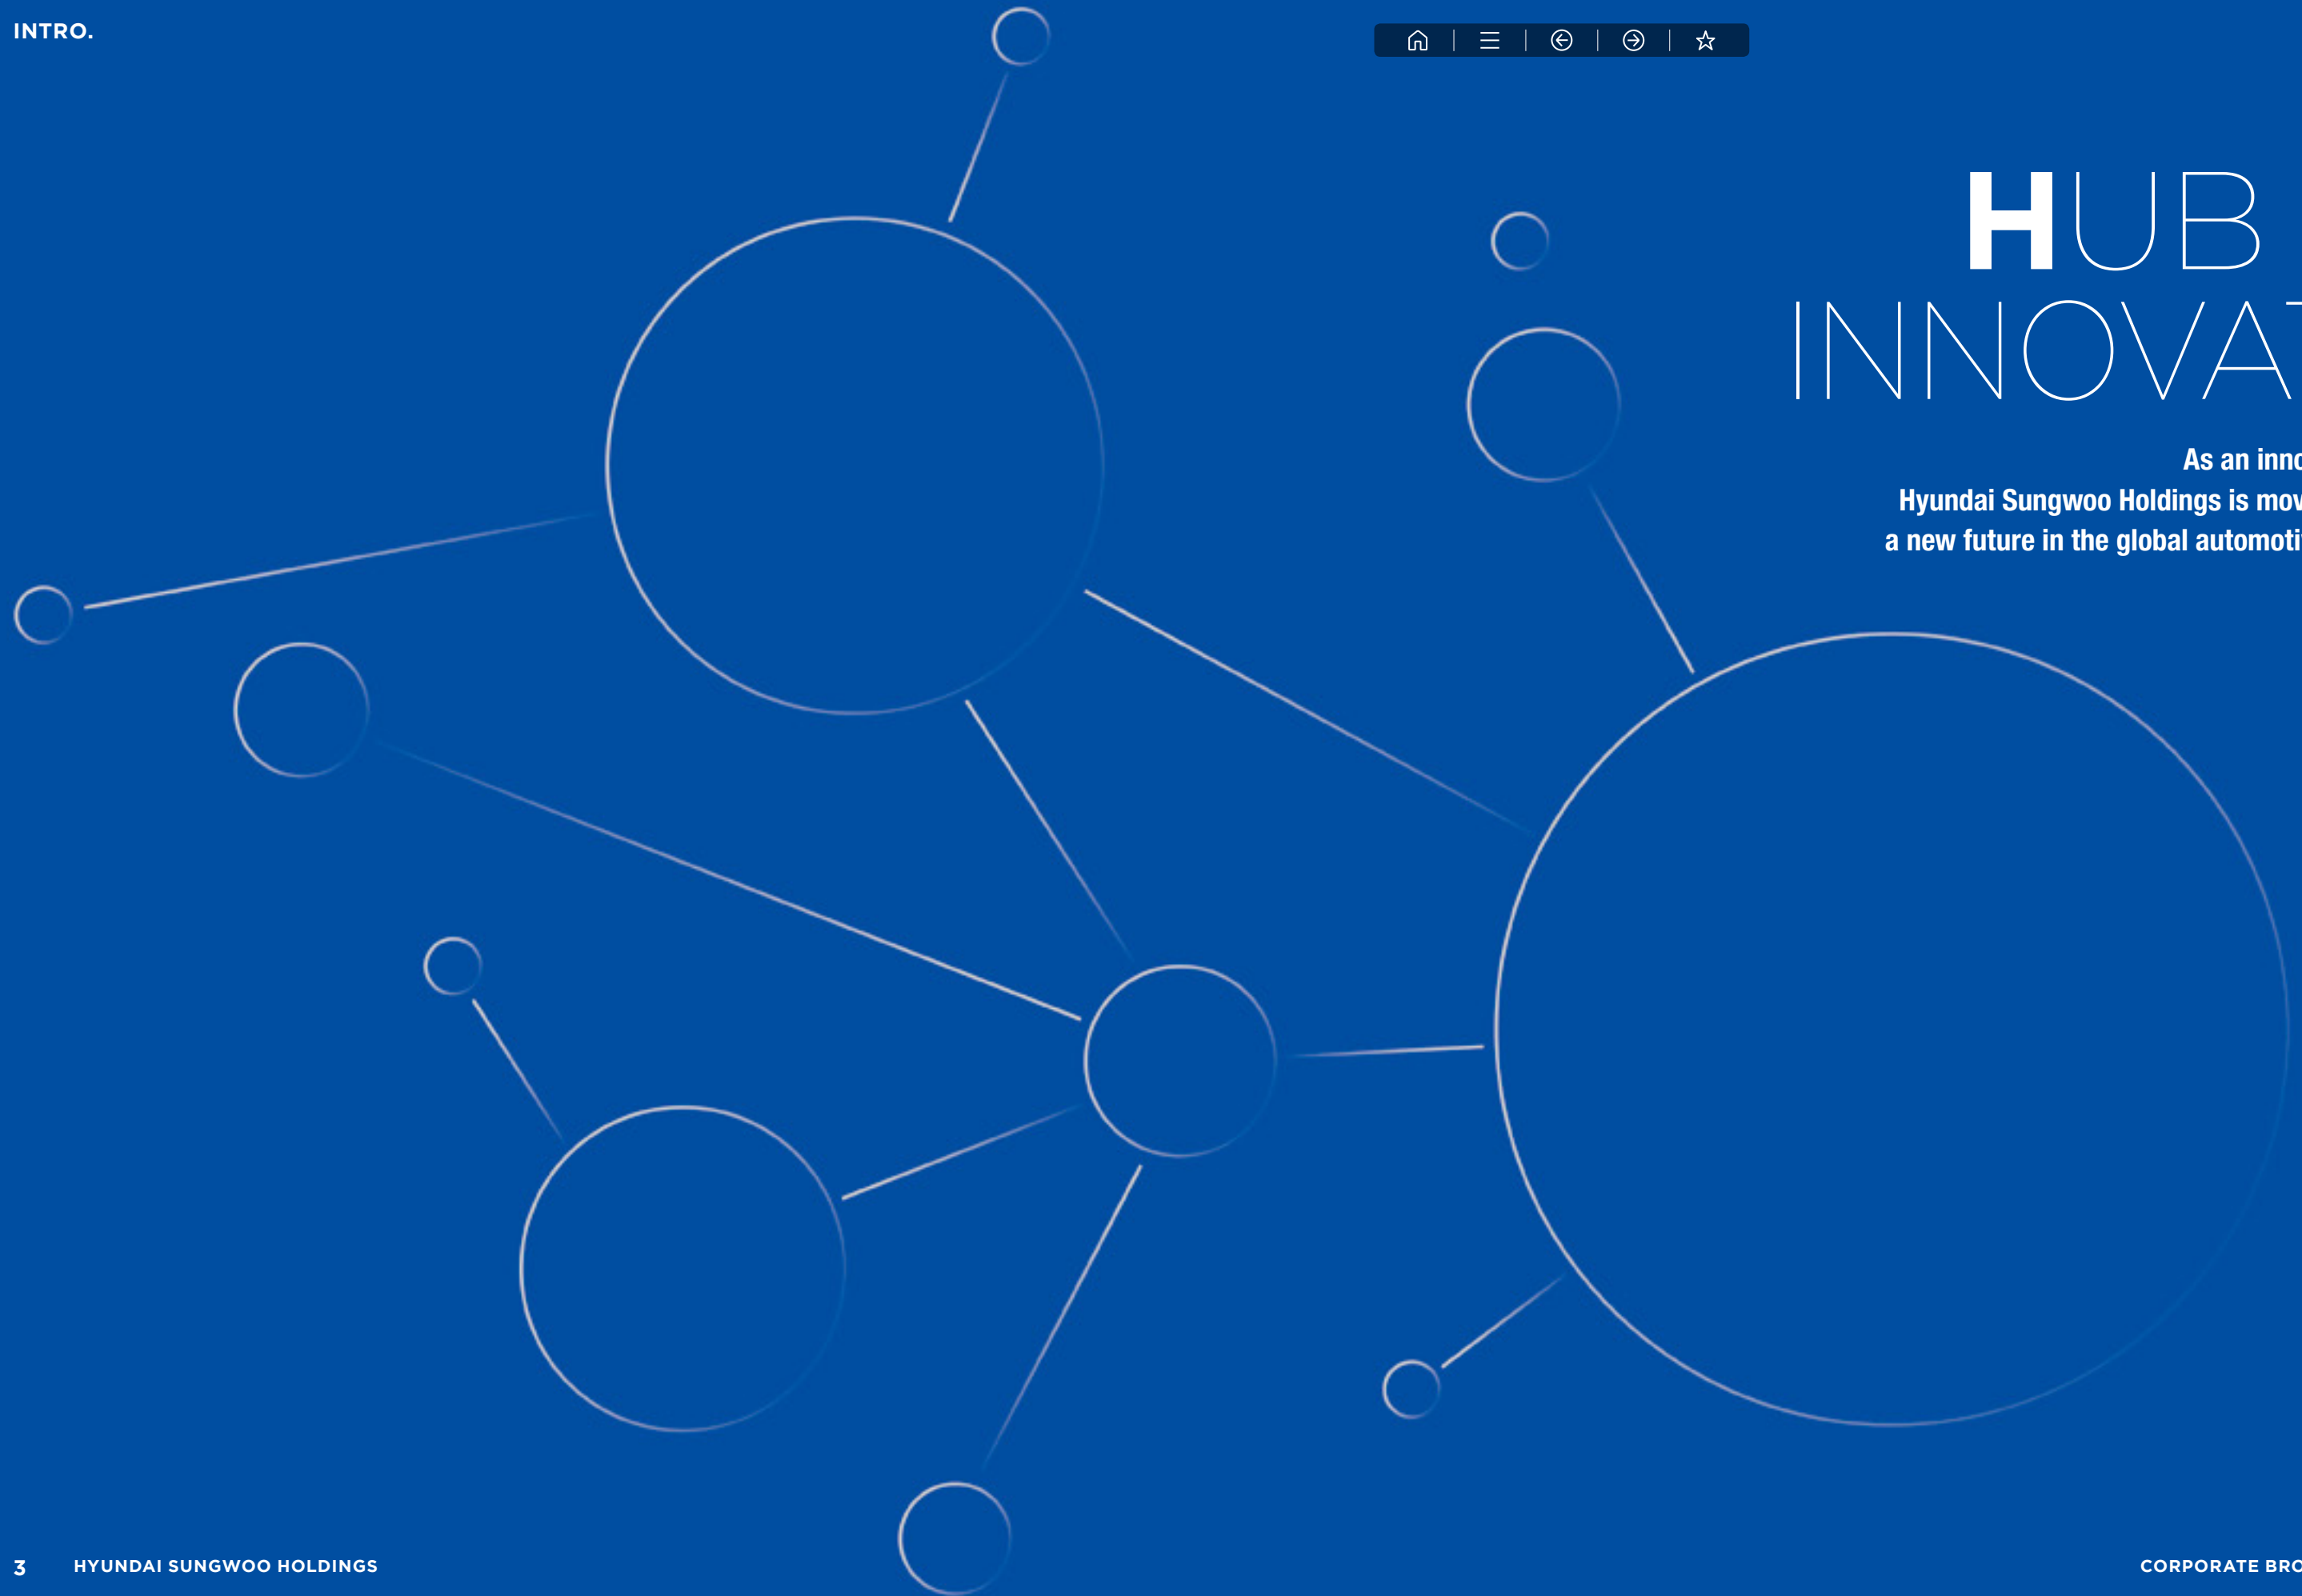 INTRO.
HUB
INNOVAT
As an inno
Hyundai Sungwoo Holdings is mov
a new future in the global automoti
3 HYUNDAI SUNGWOO HOLDINGS
CORPORATE BRO